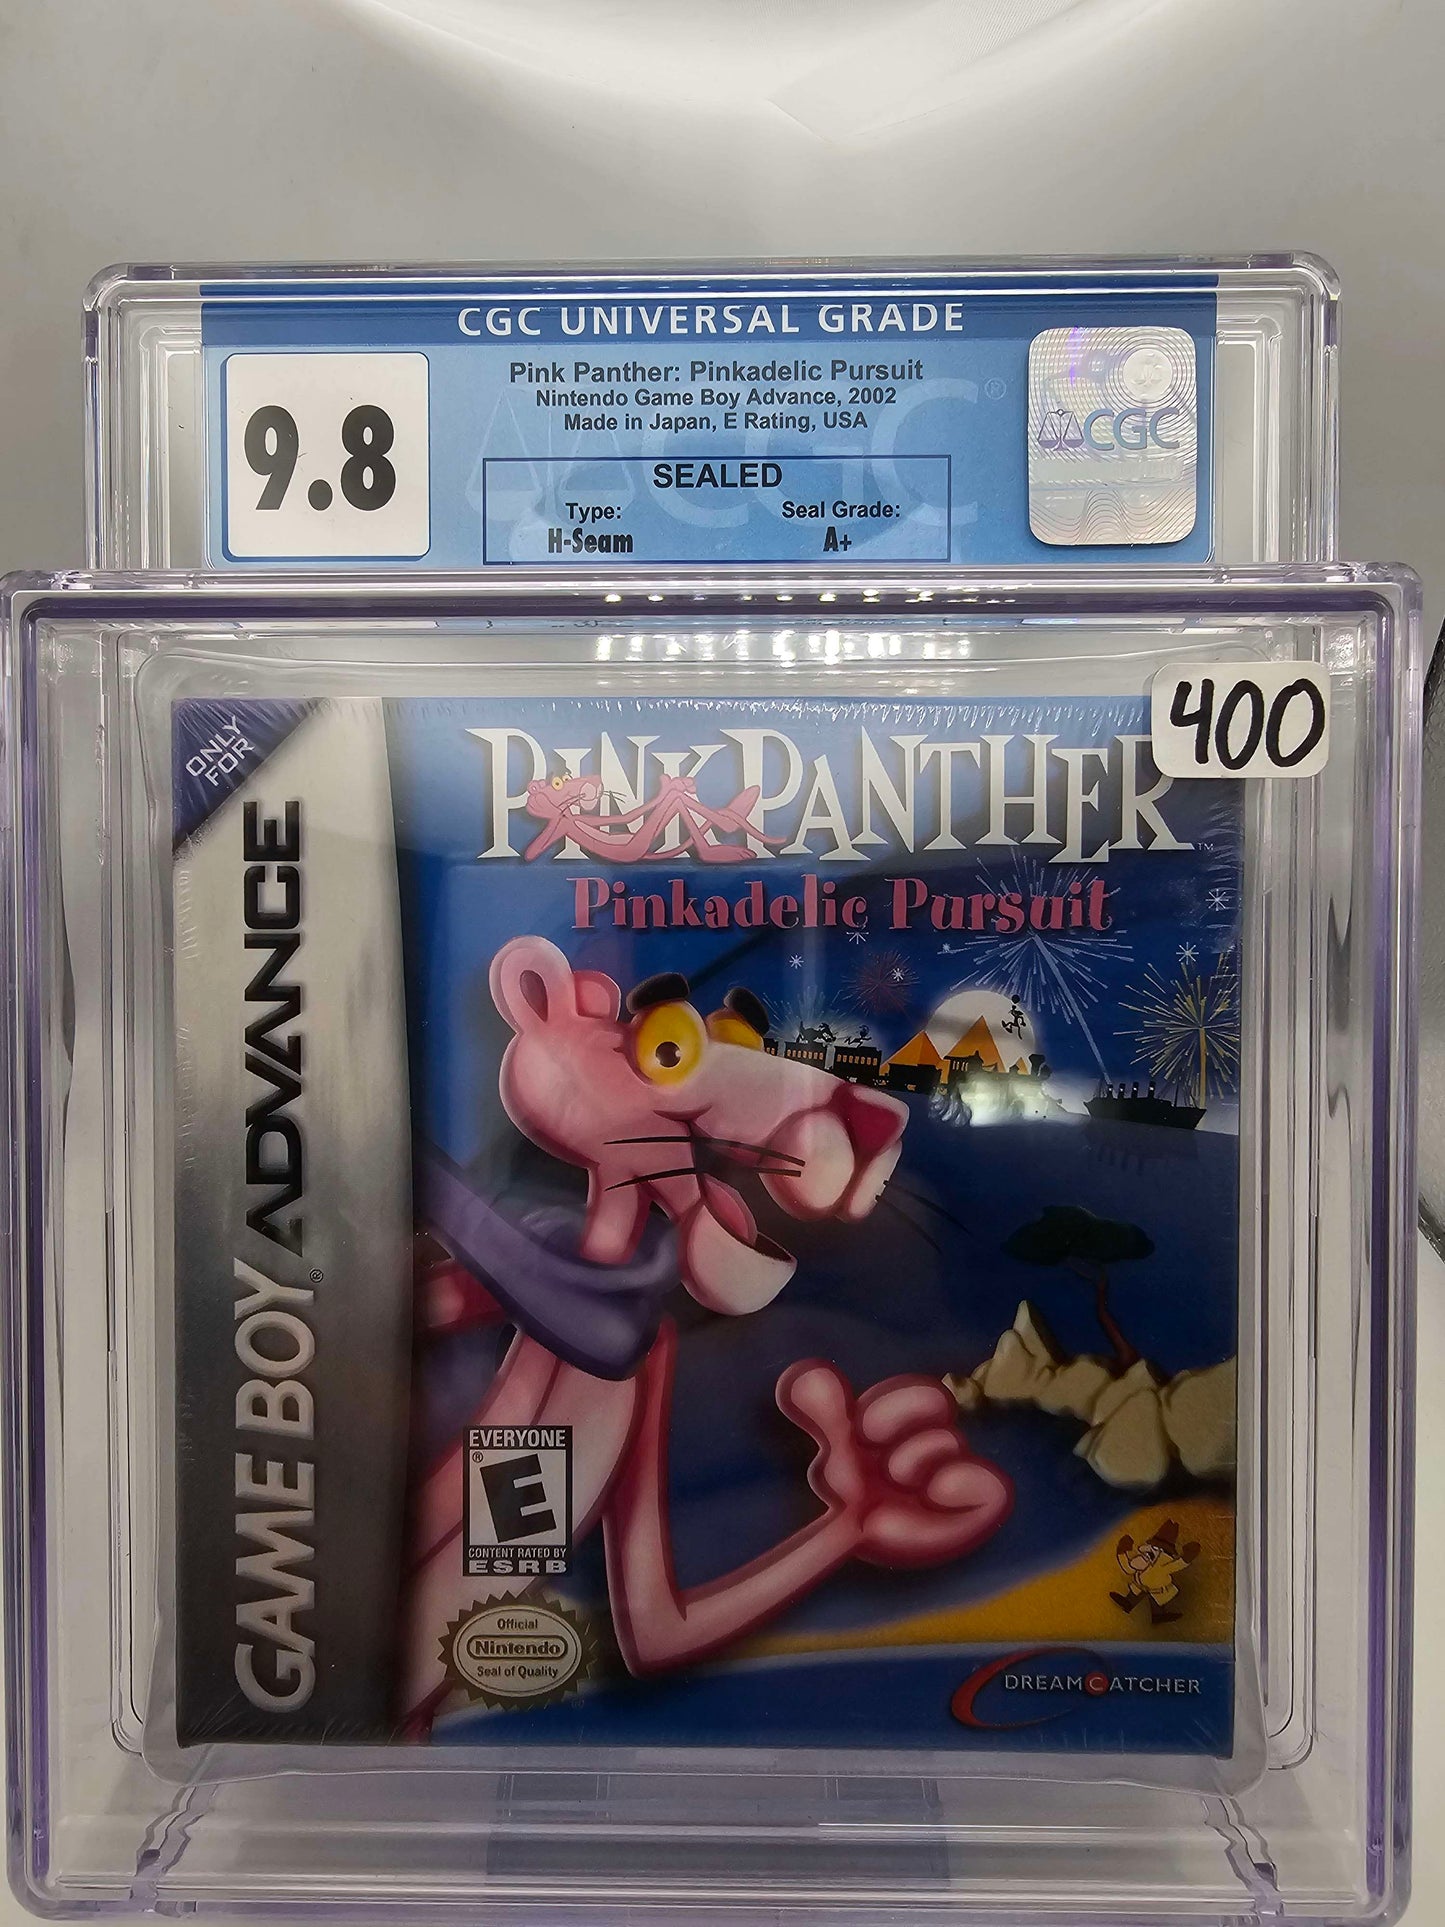 CGC UNIVERSAL GRADE
9.8
Pink Panther: Pinkadelic Pursuit
Nintendo Game Boy Advance, 2002
Made in Japan, E Rating, USA
SEALED
Type:
Seal Grade:
H-Seam
A+
CGC
400
ONLY
FOR
GAME BOY ADVANCE
PINK PANTHER
Pinkadelic Pursuit
EVERYONE
E
CONTENT RATED BY
ESRB
Official
Nintendo
Seal of Quality
DREAMCATCHER